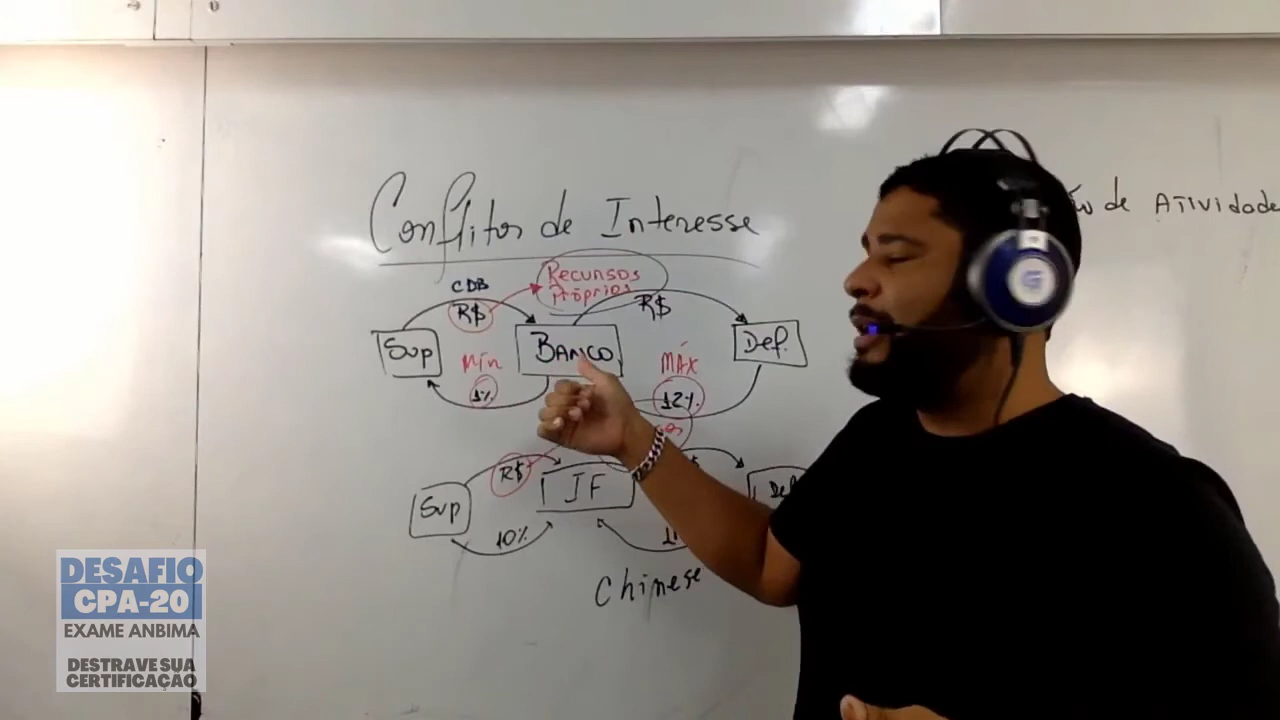 Conflitos de Interesse
de Atividade
CDB
Recursos
Próprios
R$
R$
Sup
Banco
Def.
Mín
MÁX
1%
12%
R$
Sup
IF
10%
Chinese
DESAFIO
CPA-20
EXAME ANBIMA
DESTRAVE SUA
CERTIFICAÇÃO